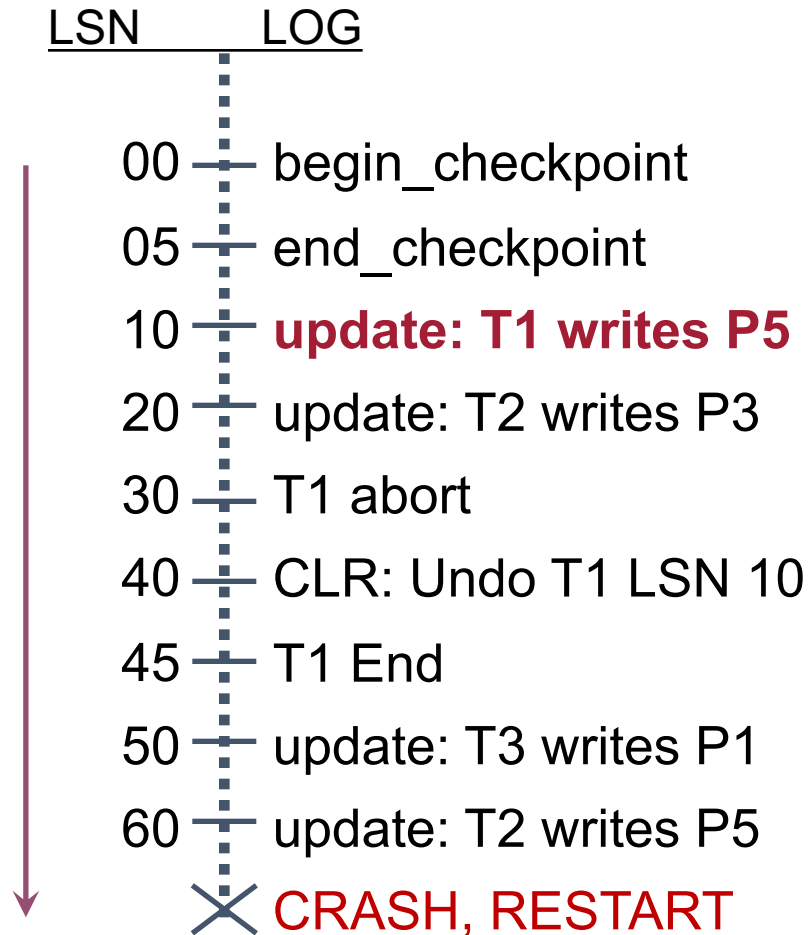 LSN LOG
00 begin_checkpoint
05 end_checkpoint
10 update: T1 writes P5
20 update: T2 writes P3
30 T1 abort
40 CLR: Undo T1 LSN 10
45 T1 End
50 update: T3 writes P1
60 update: T2 writes P5
CRASH, RESTART